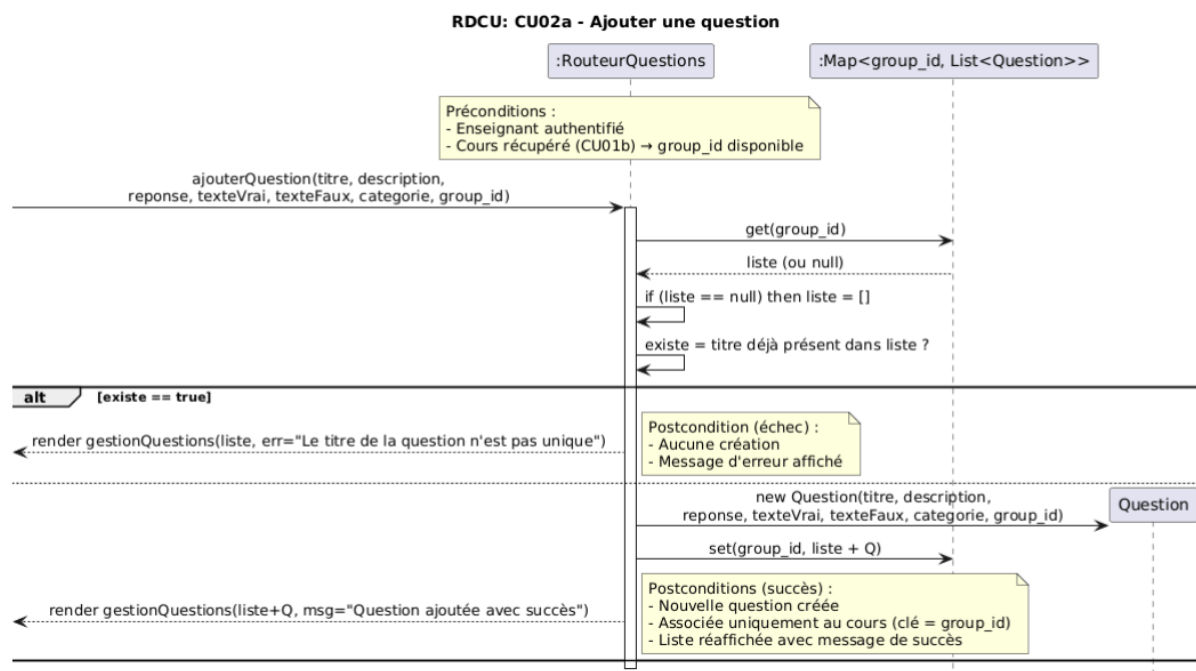 RDCU: CU02a - Ajouter une question
:RouteurQuestions
:Map<group_id, List<Question>>
Préconditions :
- Enseignant authentifié
- Cours récupéré (CU01b) → group_id disponible
ajouterQuestion(titre, description,
reponse, texteVrai, texteFaux, categorie, group_id)
get(group_id)
liste (ou null)
if (liste == null) then liste = []
existe = titre déjà présent dans liste ?
alt
[existe == true]
render gestionQuestions(liste, err="Le titre de la question n'est pas unique")
Postcondition (échec) :
- Aucune création
- Message d'erreur affiché
new Question(titre, description,
reponse, texteVrai, texteFaux, categorie, group_id)
Question
set(group_id, liste + Q)
render gestionQuestions(liste+Q, msg="Question ajoutée avec succès")
Postconditions (succès) :
- Nouvelle question créée
- Associée uniquement au cours (clé = group_id)
- Liste réaffichée avec message de succès